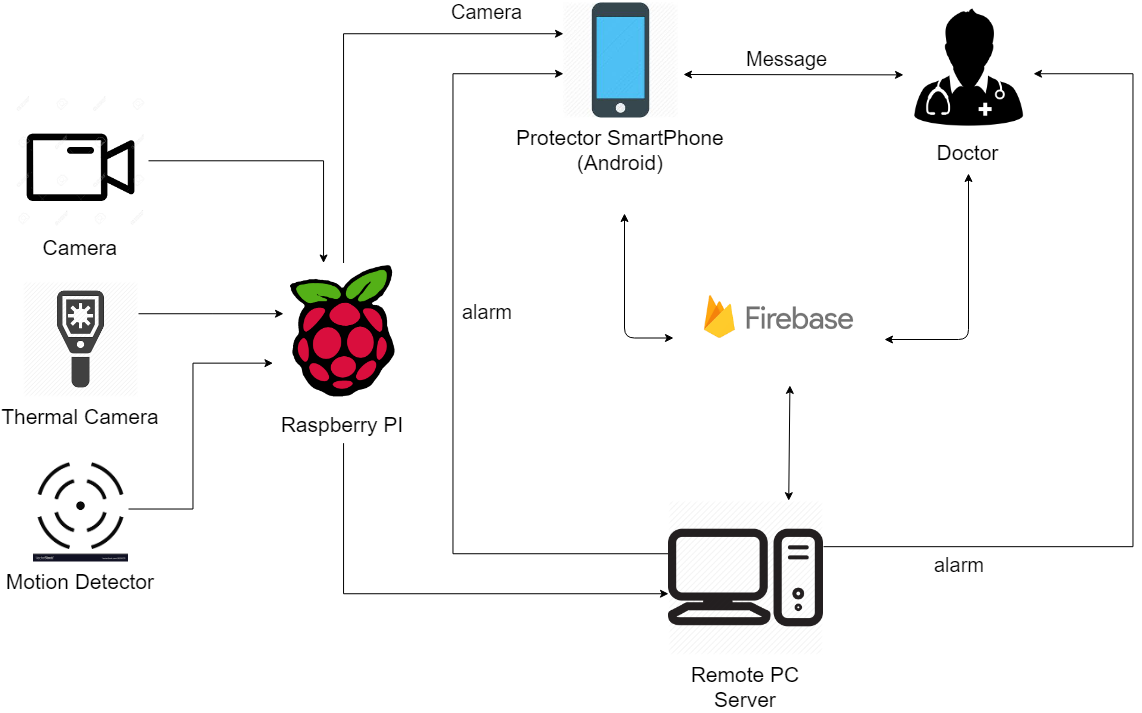 Camera
Message
Protector SmartPhone
(Android)
Doctor
Camera
alarm
Firebase
Thermal Camera
Raspberry PI
Motion Detector
alarm
Remote PC
Server